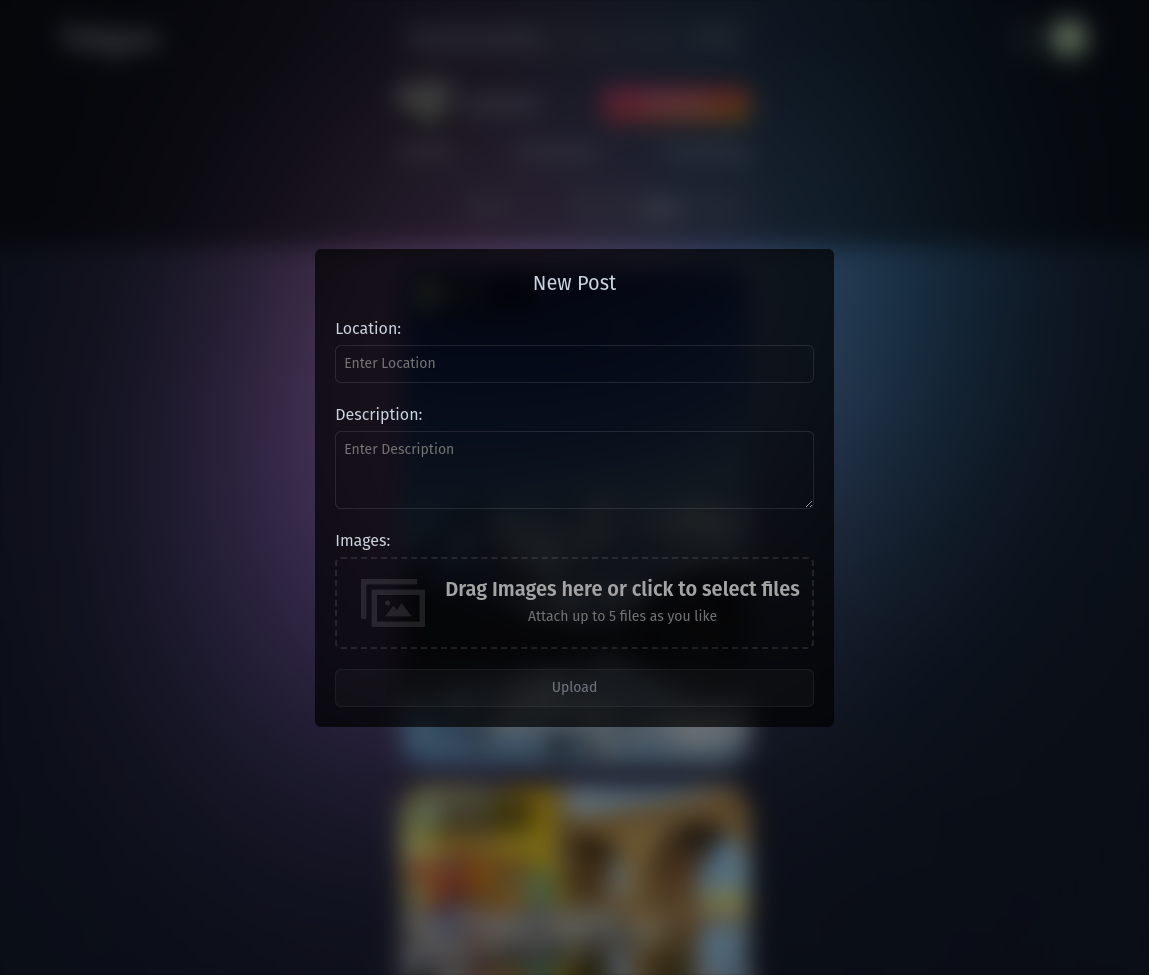 New Post
Location:
Enter Location
Description:
Enter Description
Images:
Drag Images here or click to select files
Attach up to 5 files as you like
Upload